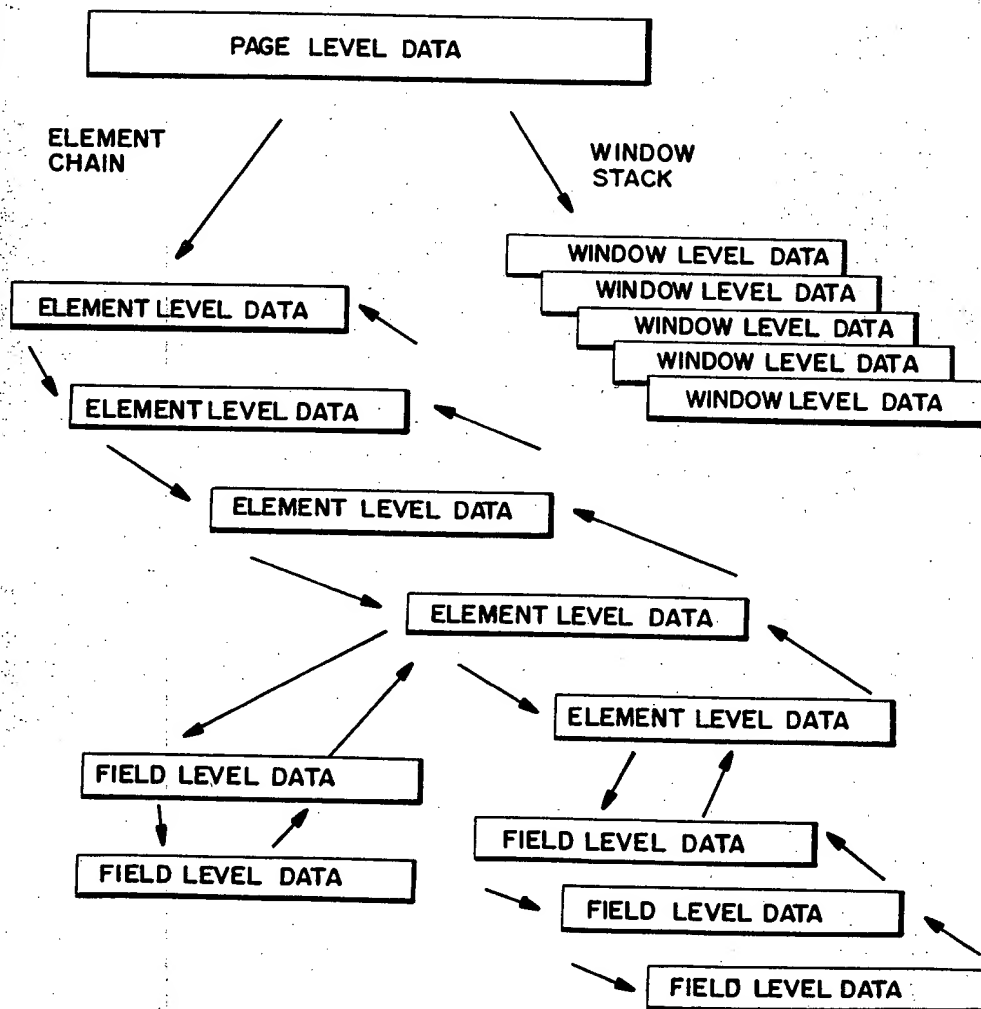 PAGE LEVEL DATA
ELEMENT
CHAIN
WINDOW
STACK
WINDOW LEVEL DATA
WINDOW LEVEL DATA
WINDOW LEVEL DATA
WINDOW LEVEL DATA
WINDOW LEVEL DATA
ELEMENT LEVEL DATA
ELEMENT LEVEL DATA
ELEMENT LEVEL DATA
ELEMENT LEVEL DATA
ELEMENT LEVEL DATA
FIELD LEVEL DATA
FIELD LEVEL DATA
FIELD LEVEL DATA
FIELD LEVEL DATA
FIELD LEVEL DATA